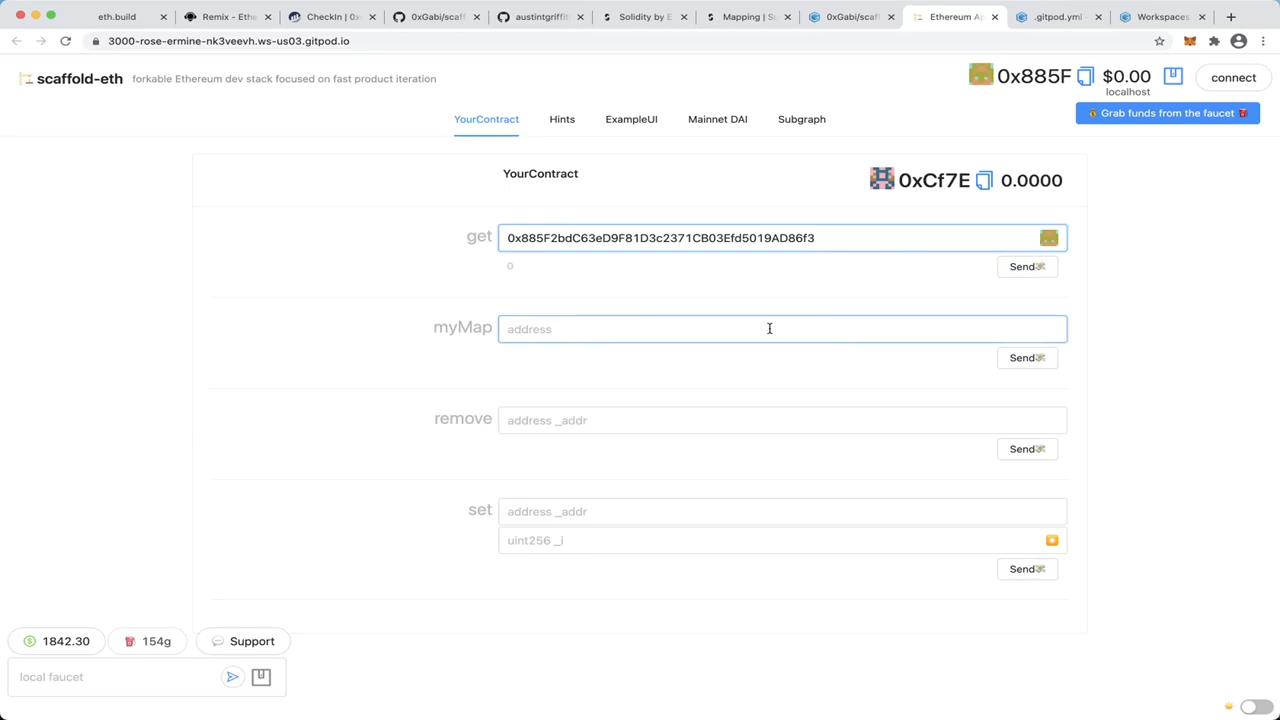 eth.build
Remix - Ethe
CheckIn | 0x
0xGabi/scaff
austintgriffit
Solidity by E
Mapping | Su
0xGabi/scaff
Ethereum Ap
.gitpod.yml -
Workspaces
3000-rose-ermine-nk3veevh.ws-us03.gitpod.io
scaffold-eth forkable Ethereum dev stack focused on fast product iteration
0x885F $0.00 connect
localhost
Grab funds from the faucet
YourContract Hints ExampleUI Mainnet DAI Subgraph
YourContract 0xCf7E 0.0000
get 0x885F2bdC63eD9F81D3c2371CB03Efd5019AD86f3
0 Send
myMap address
Send
remove address _addr
Send
set address _addr
uint256 _i
Send
1842.30 154g Support
local faucet